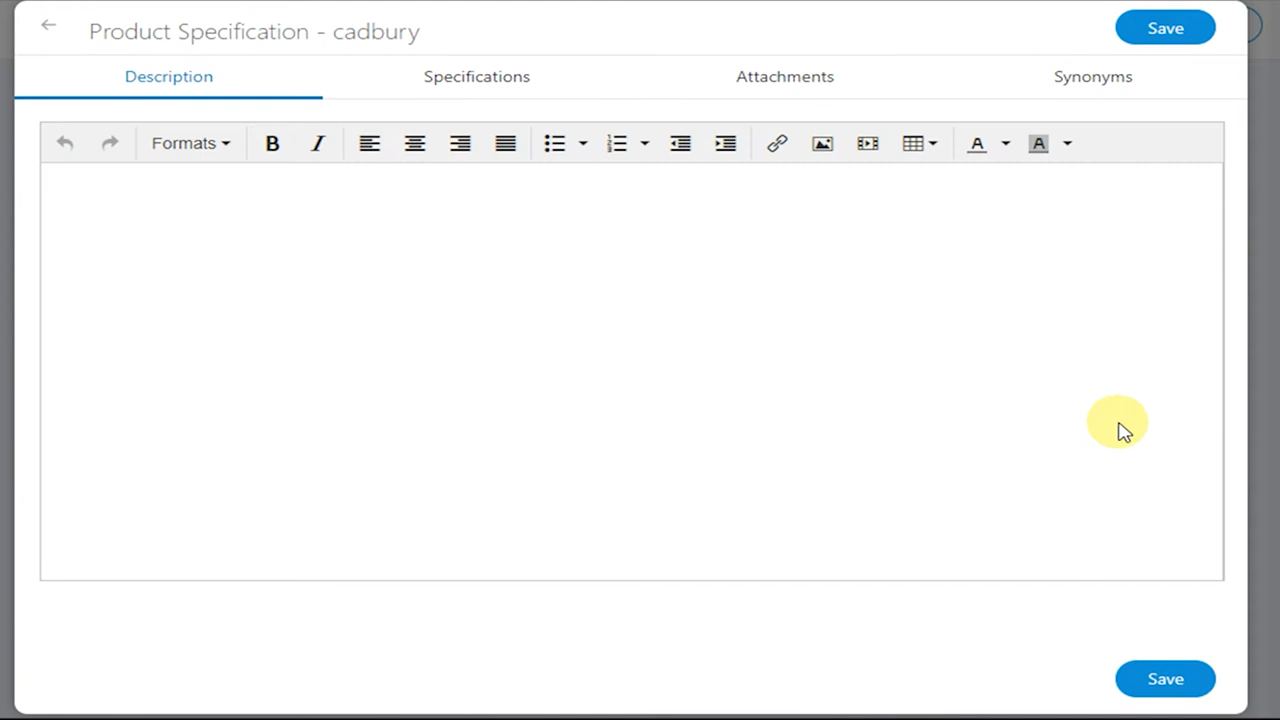 Product Specification - cadbury
Save
Description
Specifications
Attachments
Synonyms
Formats
B
I
A
A
Save